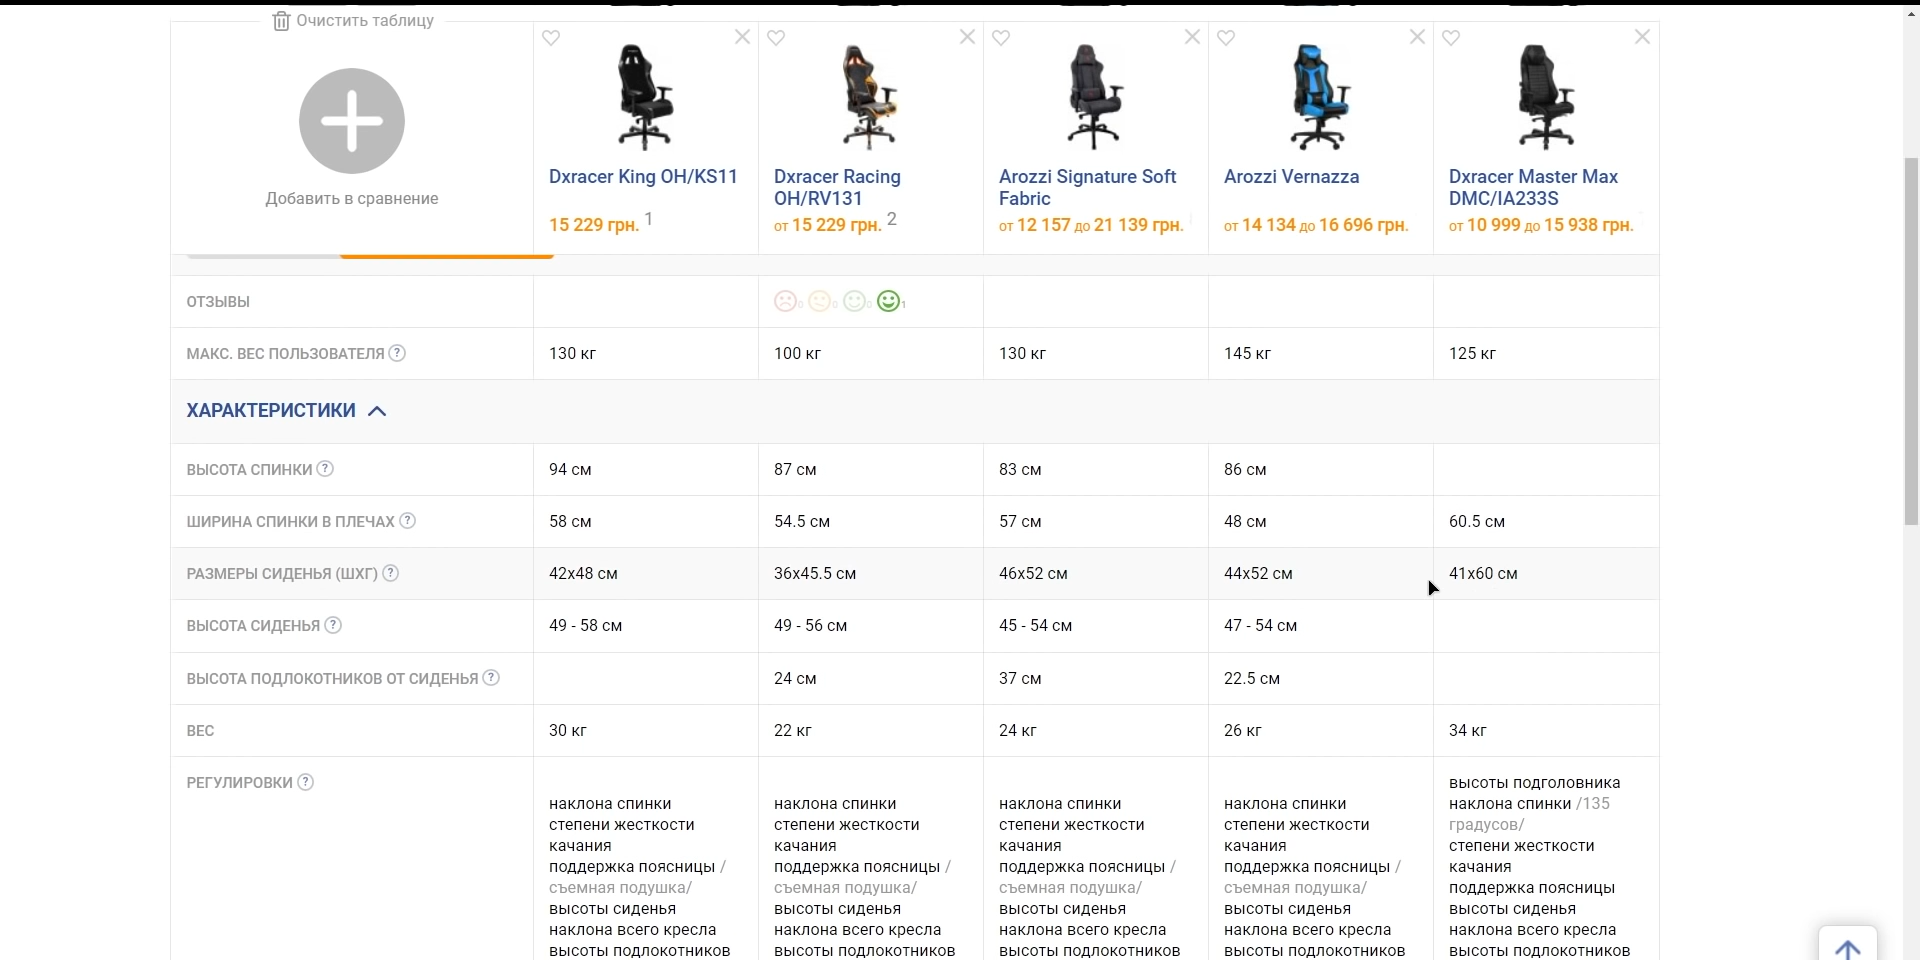 Очистить таблицу
Добавить в сравнение
Dxracer King OH/KS11
15 229 грн. 1
Dxracer Racing
OH/RV131
от 15 229 грн. 2
Arozzi Signature Soft
Fabric
от 12 157 до 21 139 грн.
Arozzi Vernazza
от 14 134 до 16 696 грн.
Dxracer Master Max
DMC/IA233S
от 10 999 до 15 938 грн.
ОТЗЫВЫ
0 0 0 1
МАКС. ВЕС ПОЛЬЗОВАТЕЛЯ ? 130 кг 100 кг 130 кг 145 кг 125 кг
ХАРАКТЕРИСТИКИ
ВЫСОТА СПИНКИ ? 94 см 87 см 83 см 86 см
ШИРИНА СПИНКИ В ПЛЕЧАХ ? 58 см 54.5 см 57 см 48 см 60.5 см
РАЗМЕРЫ СИДЕНЬЯ (ШХГ) ? 42х48 см 36х45.5 см 46х52 см 44х52 см 41х60 см
ВЫСОТА СИДЕНЬЯ ? 49 - 58 см 49 - 56 см 45 - 54 см 47 - 54 см
ВЫСОТА ПОДЛОКОТНИКОВ ОТ СИДЕНЬЯ ? 24 см 37 см 22.5 см
ВЕС 30 кг 22 кг 24 кг 26 кг 34 кг
РЕГУЛИРОВКИ ?
наклона спинки
степени жесткости
качания
поддержка поясницы /
съемная подушка/
высоты сиденья
наклона всего кресла
высоты подлокотников
наклона спинки
степени жесткости
качания
поддержка поясницы /
съемная подушка/
высоты сиденья
наклона всего кресла
высоты подлокотников
наклона спинки
степени жесткости
качания
поддержка поясницы /
съемная подушка/
высоты сиденья
наклона всего кресла
высоты подлокотников
наклона спинки
степени жесткости
качания
поддержка поясницы /
съемная подушка/
высоты сиденья
наклона всего кресла
высоты подлокотников
высоты подголовника
наклона спинки /135
градусов/
степени жесткости
качания
поддержка поясницы
высоты сиденья
наклона всего кресла
высоты подлокотников